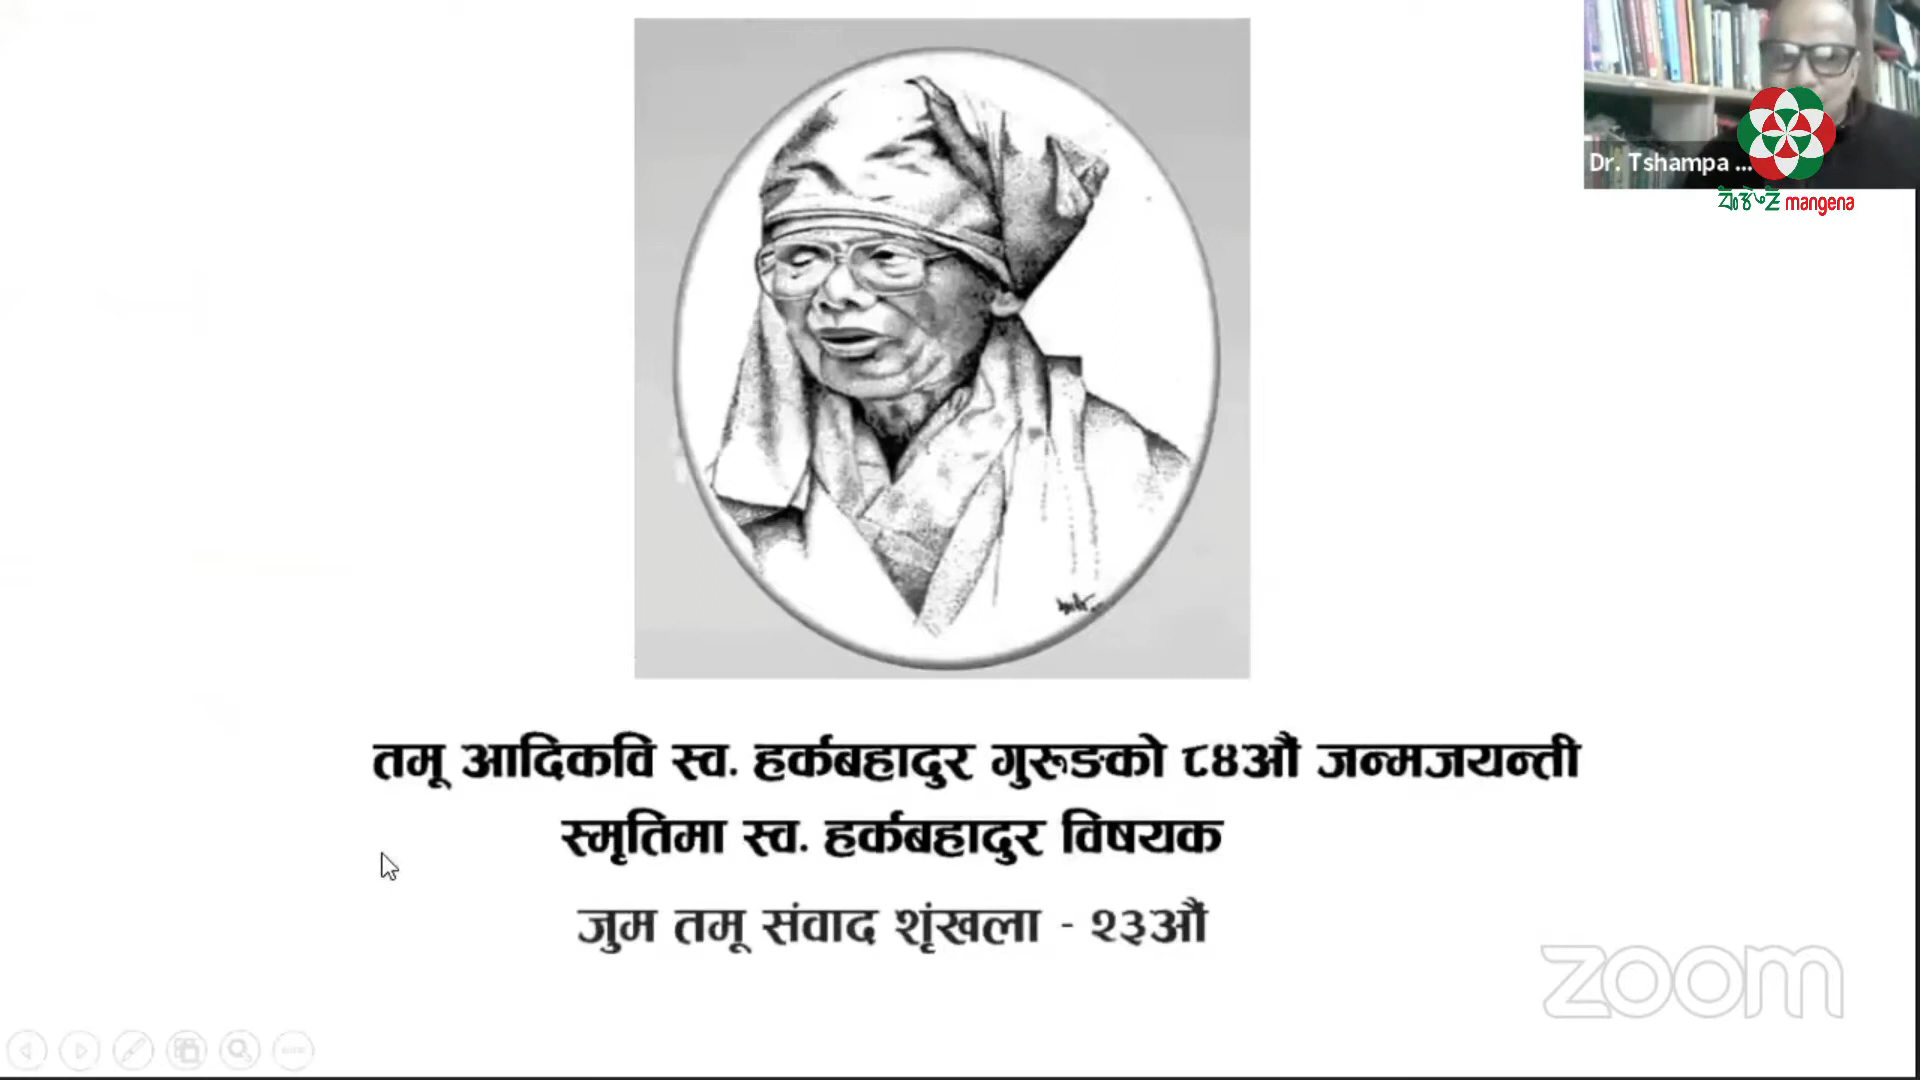 Dr. Tshampa ...
mangena
तमू आदिकवि स्व. हर्कबहादुर गुरुङको ८४औं जन्मजयन्ती
स्मृतिमा स्व. हर्कबहादुर विषयक
जुम तमू संवाद शृंखला - २३औं
zoom